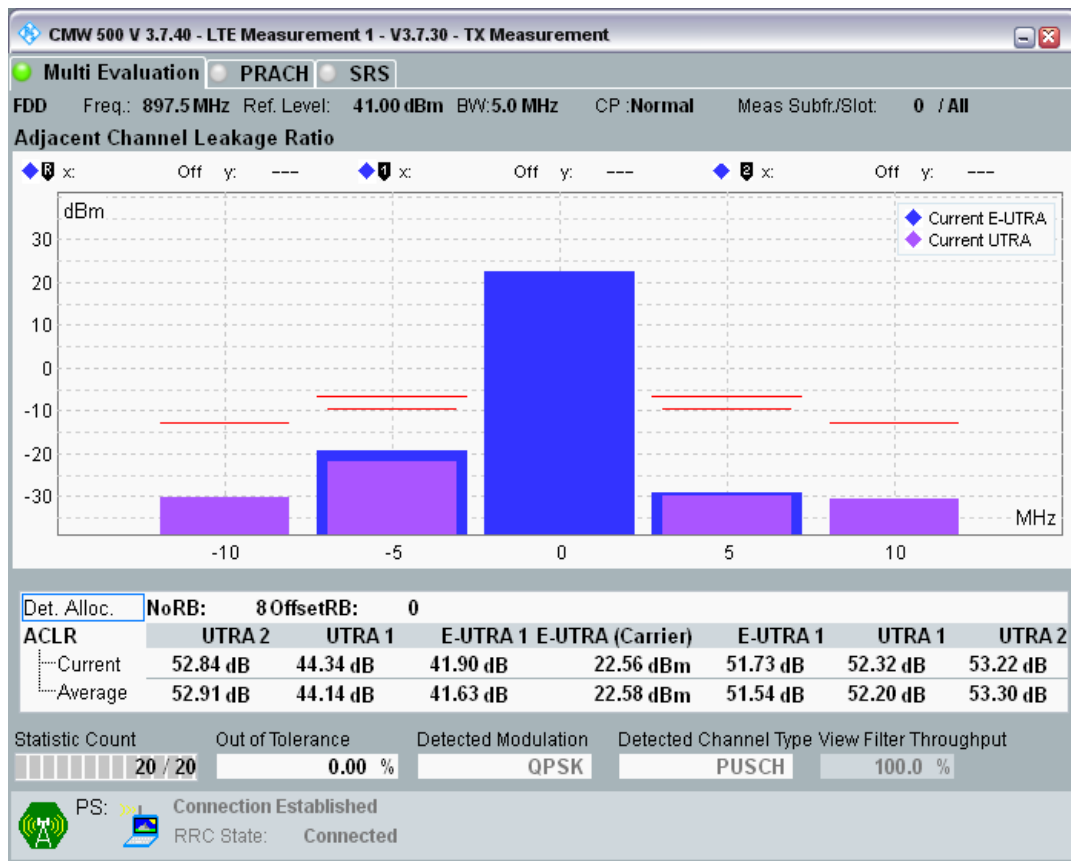 CMW 500 V 3.7.40 - LTE Measurement 1 - V3.7.30 - TX Measurement
Multi Evaluation PRACH SRS
FDD Freq.: 897.5 MHz Ref. Level: 41.00 dBm BW:5.0 MHz CP :Normal Meas Subfr./Slot: 0 / All
Adjacent Channel Leakage Ratio
R x: Off y: --- 1 x: Off y: --- 2 x: Off y: ---
dBm
Current E-UTRA
Current UTRA
30
20
10
0
-10
-20
-30
MHz
-10 -5 0 5 10
Det. Alloc. NoRB: 8 OffsetRB: 0
ACLR UTRA 2 UTRA 1 E-UTRA 1 E-UTRA (Carrier) E-UTRA 1 UTRA 1 UTRA 2
Current 52.84 dB 44.34 dB 41.90 dB 22.56 dBm 51.73 dB 52.32 dB 53.22 dB
Average 52.91 dB 44.14 dB 41.63 dB 22.58 dBm 51.54 dB 52.20 dB 53.30 dB
Statistic Count Out of Tolerance Detected Modulation Detected Channel Type View Filter Throughput
20 / 20 0.00 % QPSK PUSCH 100.0 %
PS: Connection Established
RRC State: Connected